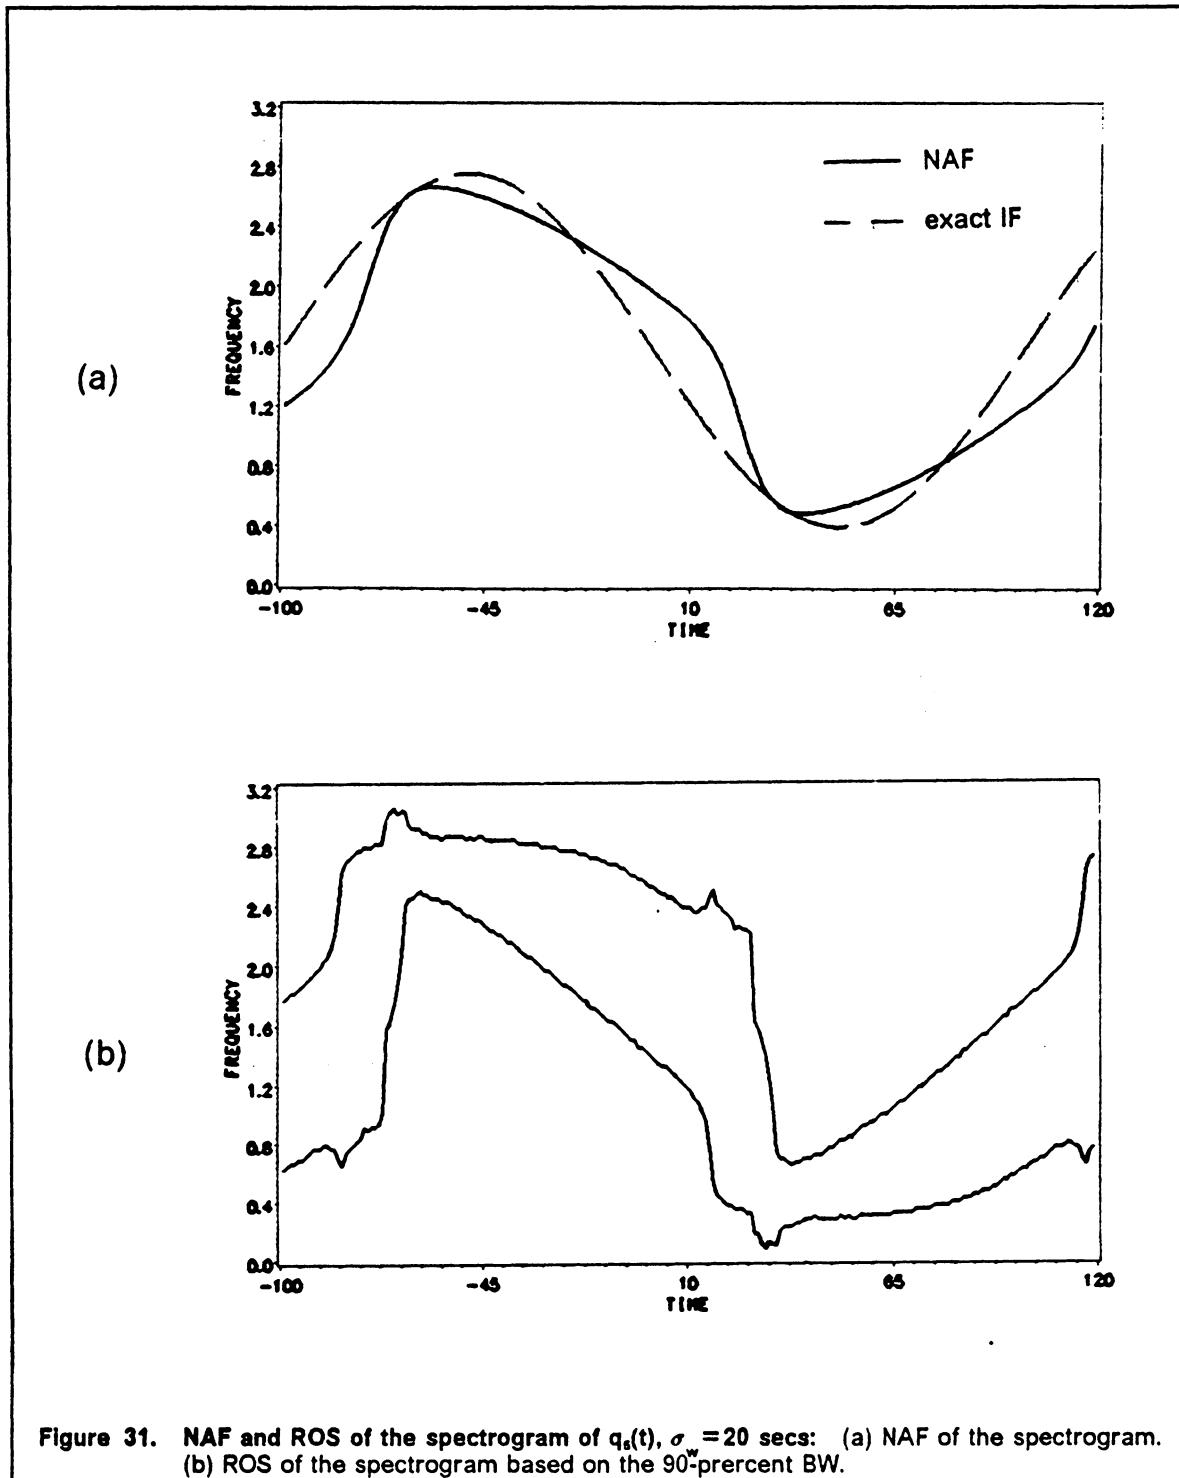 3.2
2.8
2.4
2.0
1.6
1.2
0.8
0.4
0.0
FREQUENCY
NAF
exact IF
(a)
-100
-45
10
65
120
TIME
3.2
2.8
2.4
2.0
1.6
1.2
0.8
0.4
0.0
FREQUENCY
(b)
-100
-45
10
65
120
TIME
Figure 31. NAF and ROS of the spectrogram of q₅(t), σ_w =20 secs: (a) NAF of the spectrogram.
(b) ROS of the spectrogram based on the 90-prercent BW.